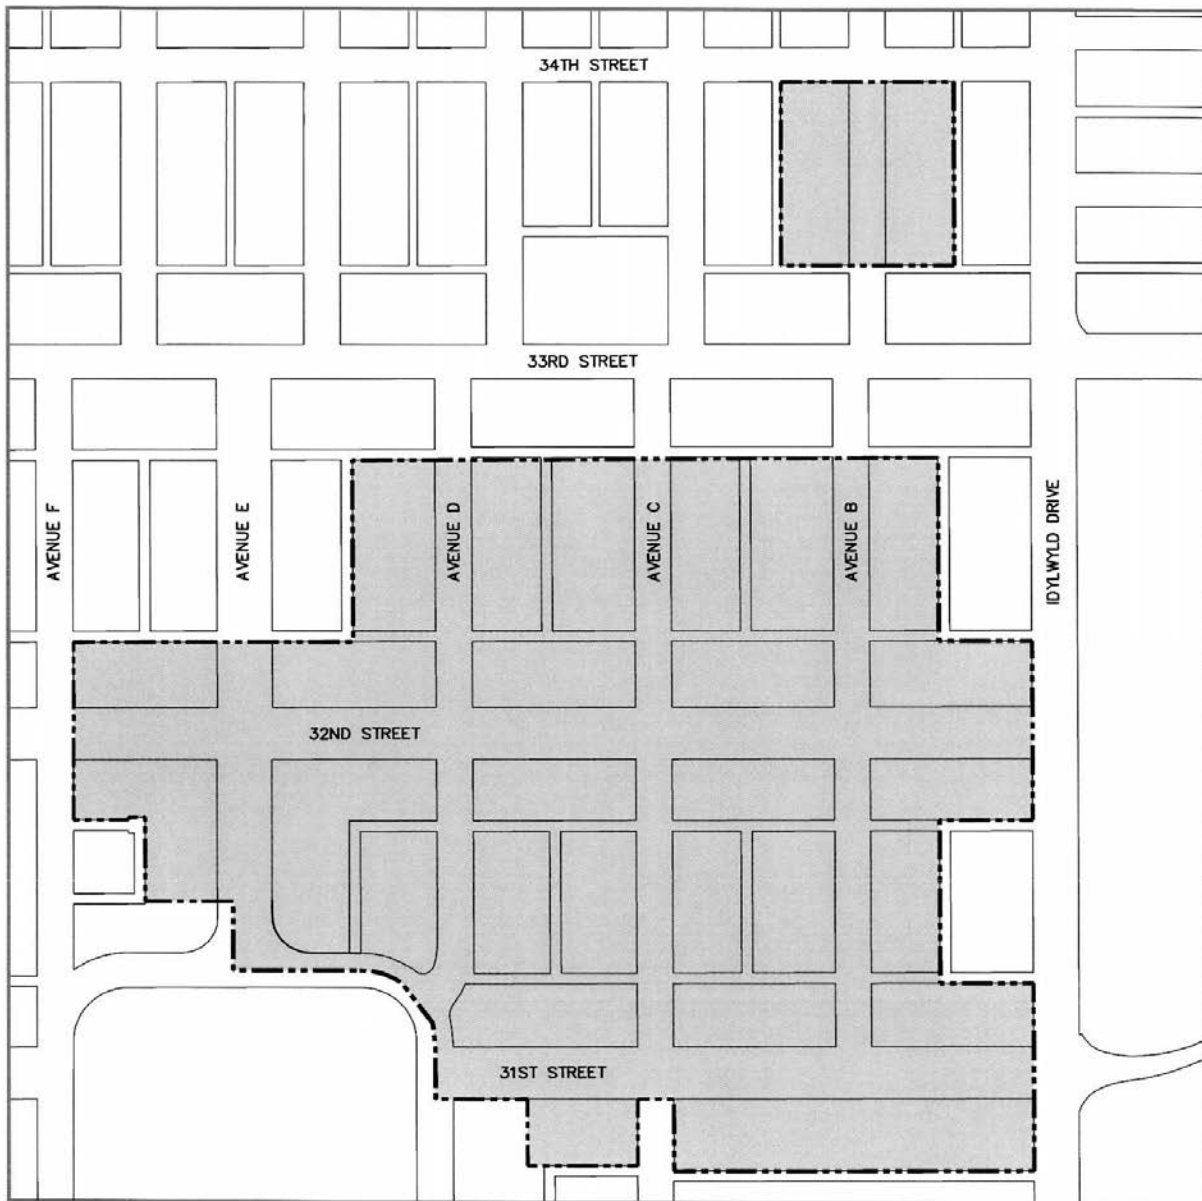 34TH STREET
33RD STREET
AVENUE F
AVENUE E
AVENUE D
AVENUE C
AVENUE B
IDYLWYLD DRIVE
32ND STREET
31ST STREET